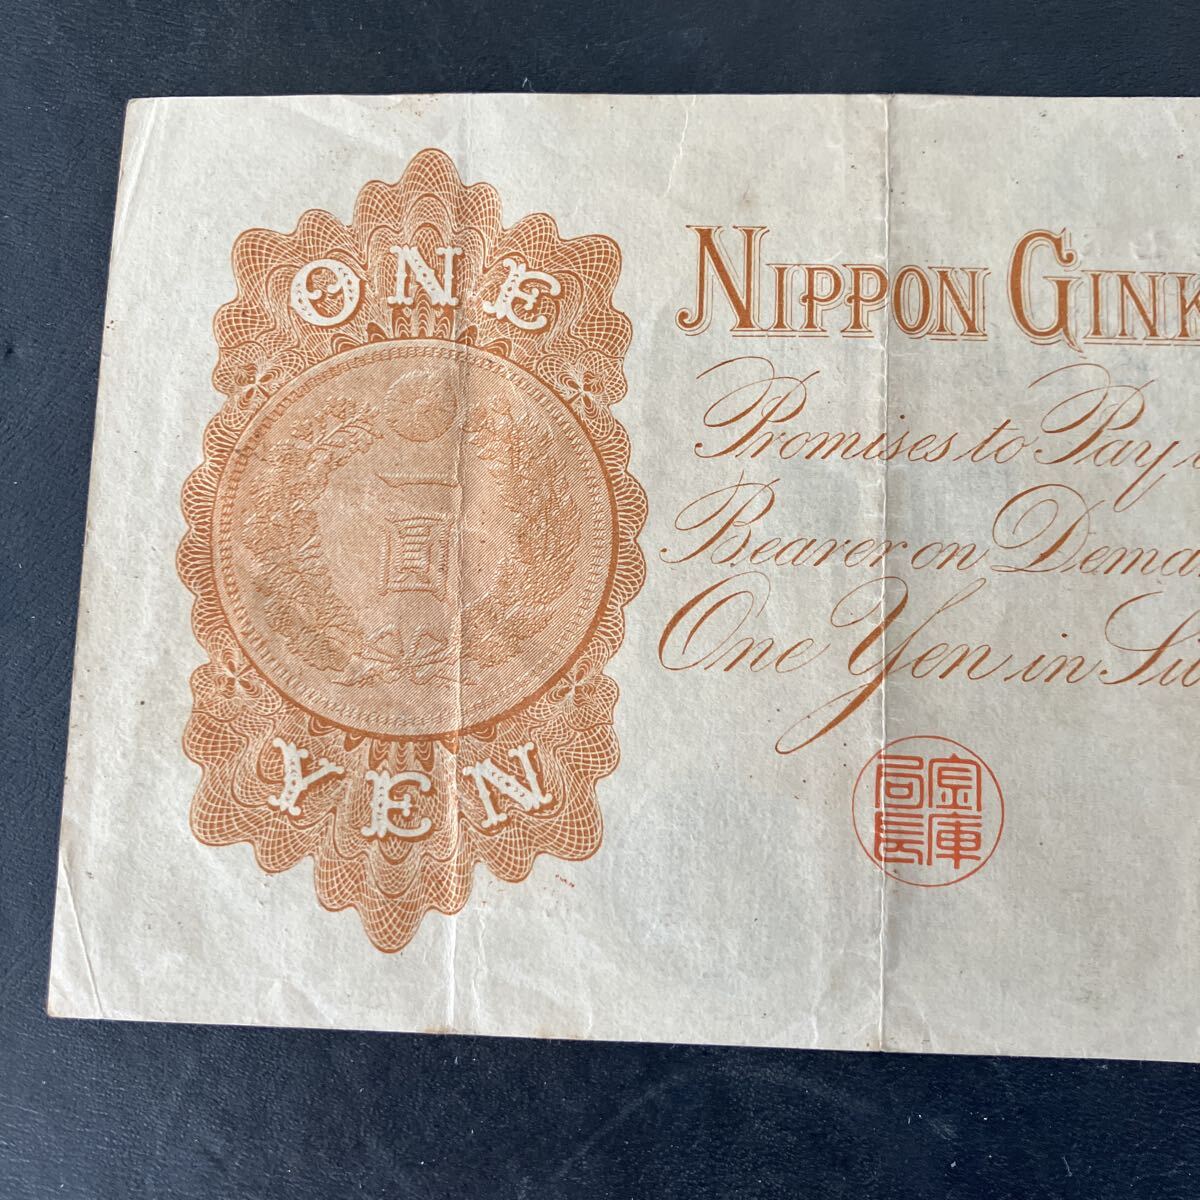 ONE
一圓
YEN
NIPPON GINK
Promises to Pay
Bearer on Dema
One Yen in Sil
金庫
局長